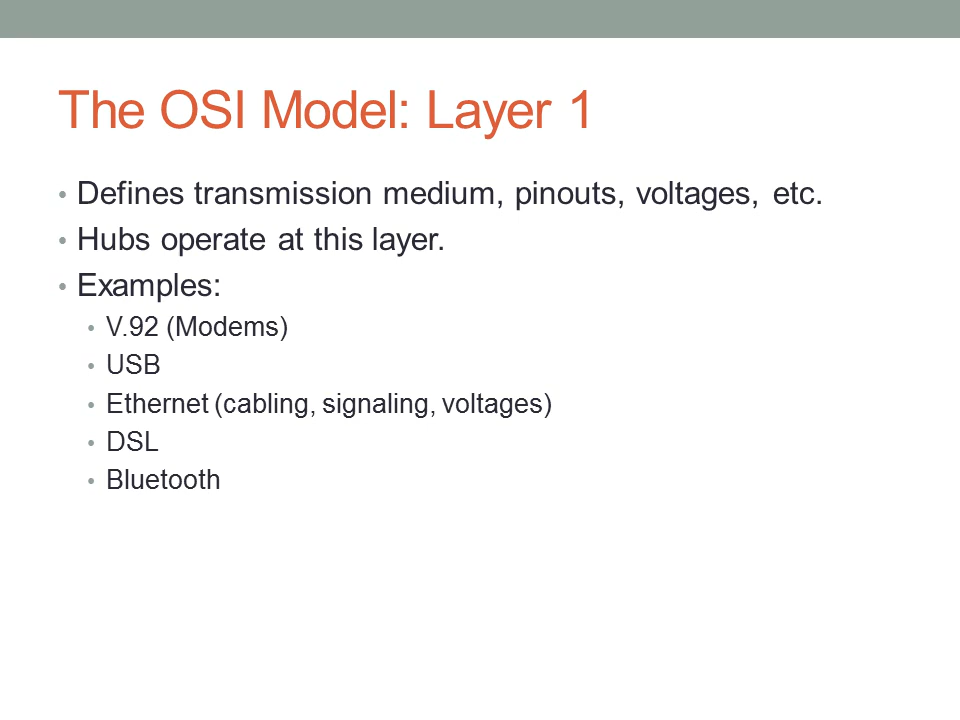 The OSI Model: Layer 1
• Defines transmission medium, pinouts, voltages, etc.
• Hubs operate at this layer.
• Examples:
• V.92 (Modems)
• USB
• Ethernet (cabling, signaling, voltages)
• DSL
• Bluetooth